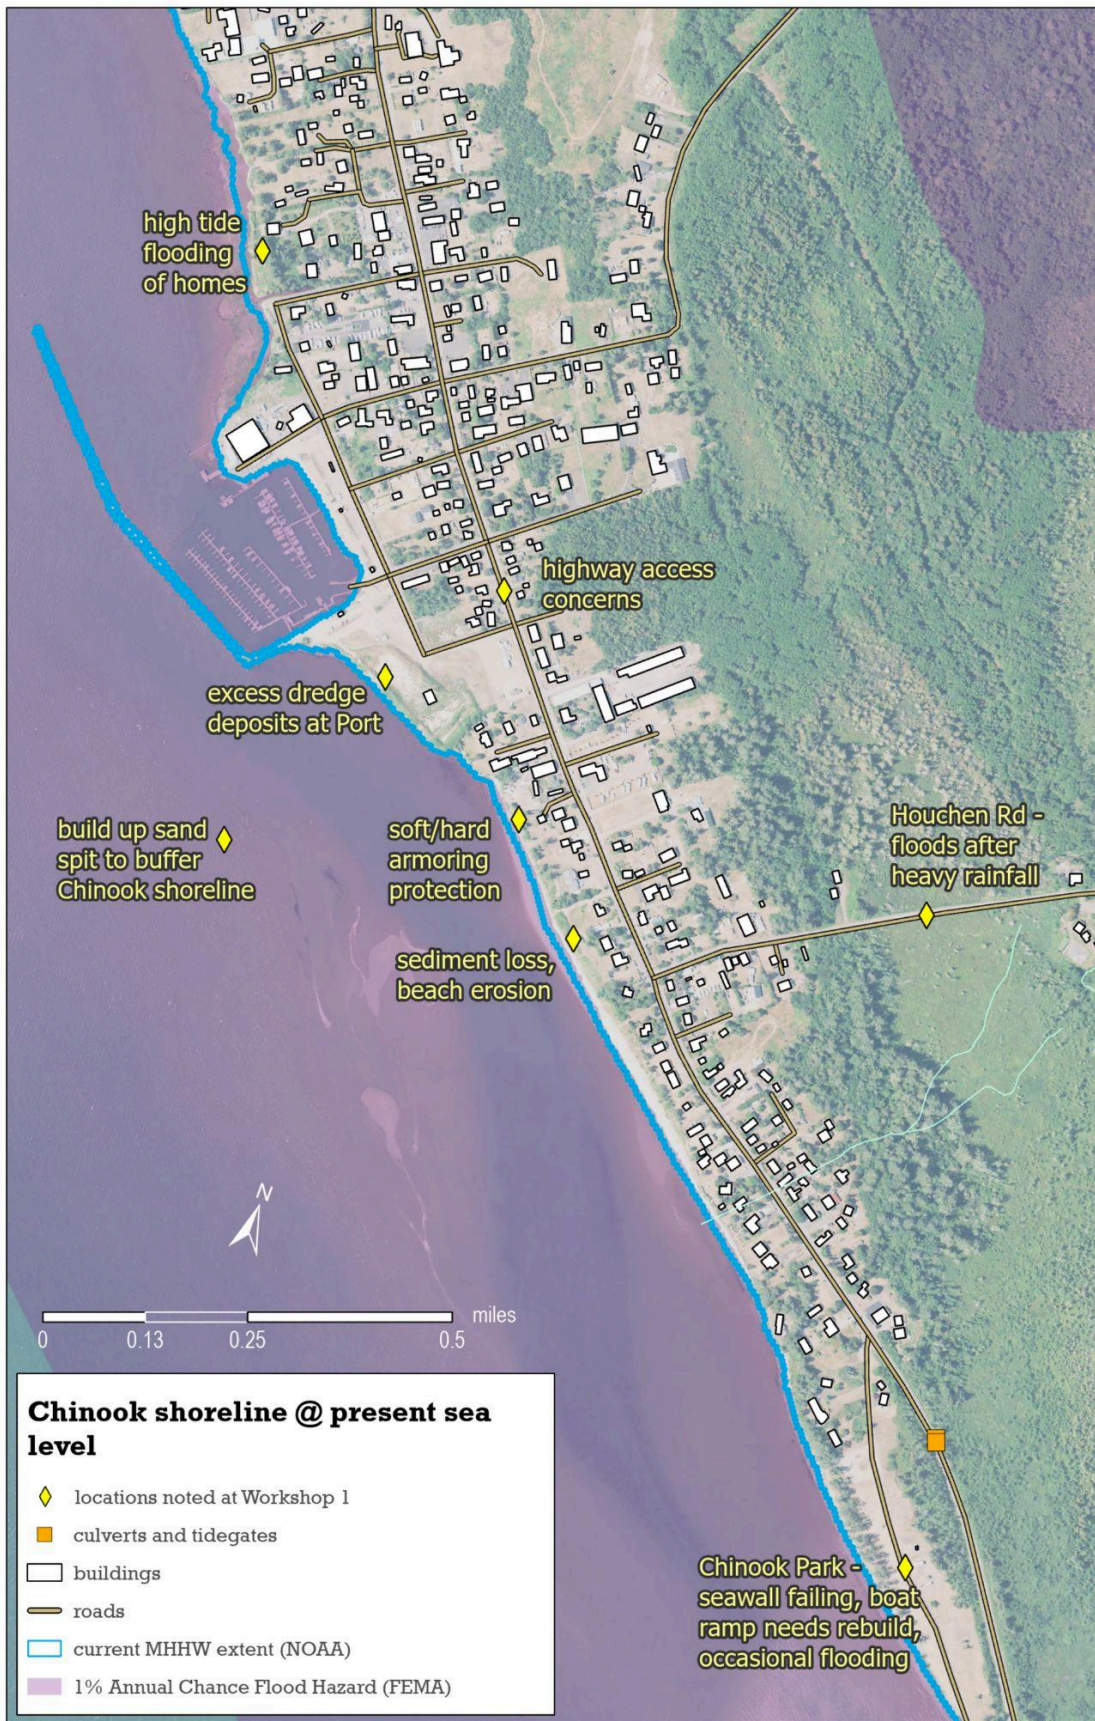 high tide
flooding
of homes
highway access
concerns
excess dredge
deposits at Port
build up sand
spit to buffer
Chinook shoreline
soft/hard
armoring
protection
Houchen Rd -
floods after
heavy rainfall
sediment loss,
beach erosion
N
miles
0 0.13 0.25 0.5
Chinook shoreline @ present sea
level
locations noted at Workshop 1
culverts and tidegates
buildings
roads
current MHHW extent (NOAA)
1% Annual Chance Flood Hazard (FEMA)
Chinook Park -
seawall failing, boat
ramp needs rebuild,
occasional flooding